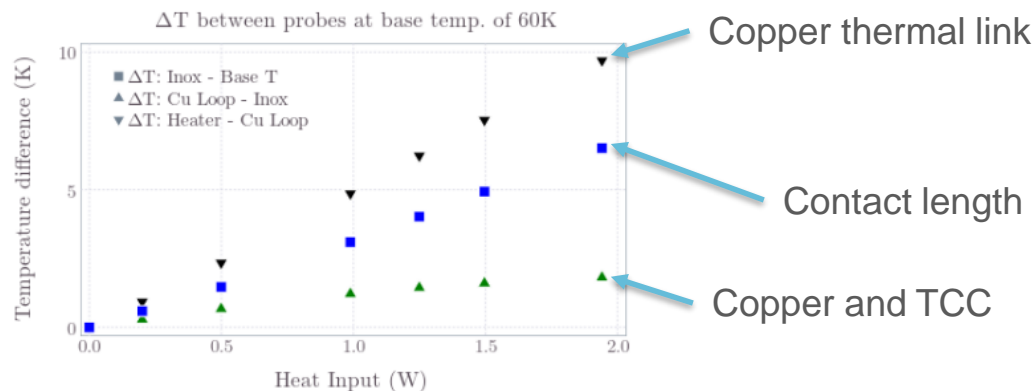 ΔT between probes at base temp. of 60K
Temperature difference (K)
10
5
0
ΔT: Inox - Base T
ΔT: Cu Loop - Inox
ΔT: Heater - Cu Loop
0.0 0.5 1.0 1.5 2.0
Heat Input (W)
Copper thermal link
Contact length
Copper and TCC